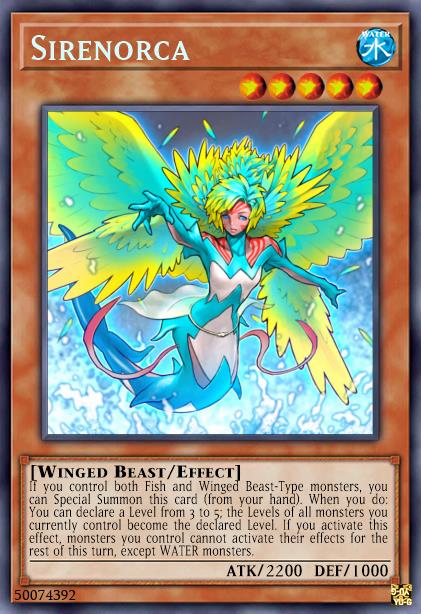 SIRENORCA
WATER
水
[WINGED BEAST/EFFECT]
If you control both Fish and Winged Beast-Type monsters, you
can Special Summon this card (from your hand). When you do:
You can declare a Level from 3 to 5; the Levels of all monsters you
currently control become the declared Level. If you activate this
effect, monsters you control cannot activate their effects for the
rest of this turn, except WATER monsters.
ATK/2200 DEF/1000
50074392